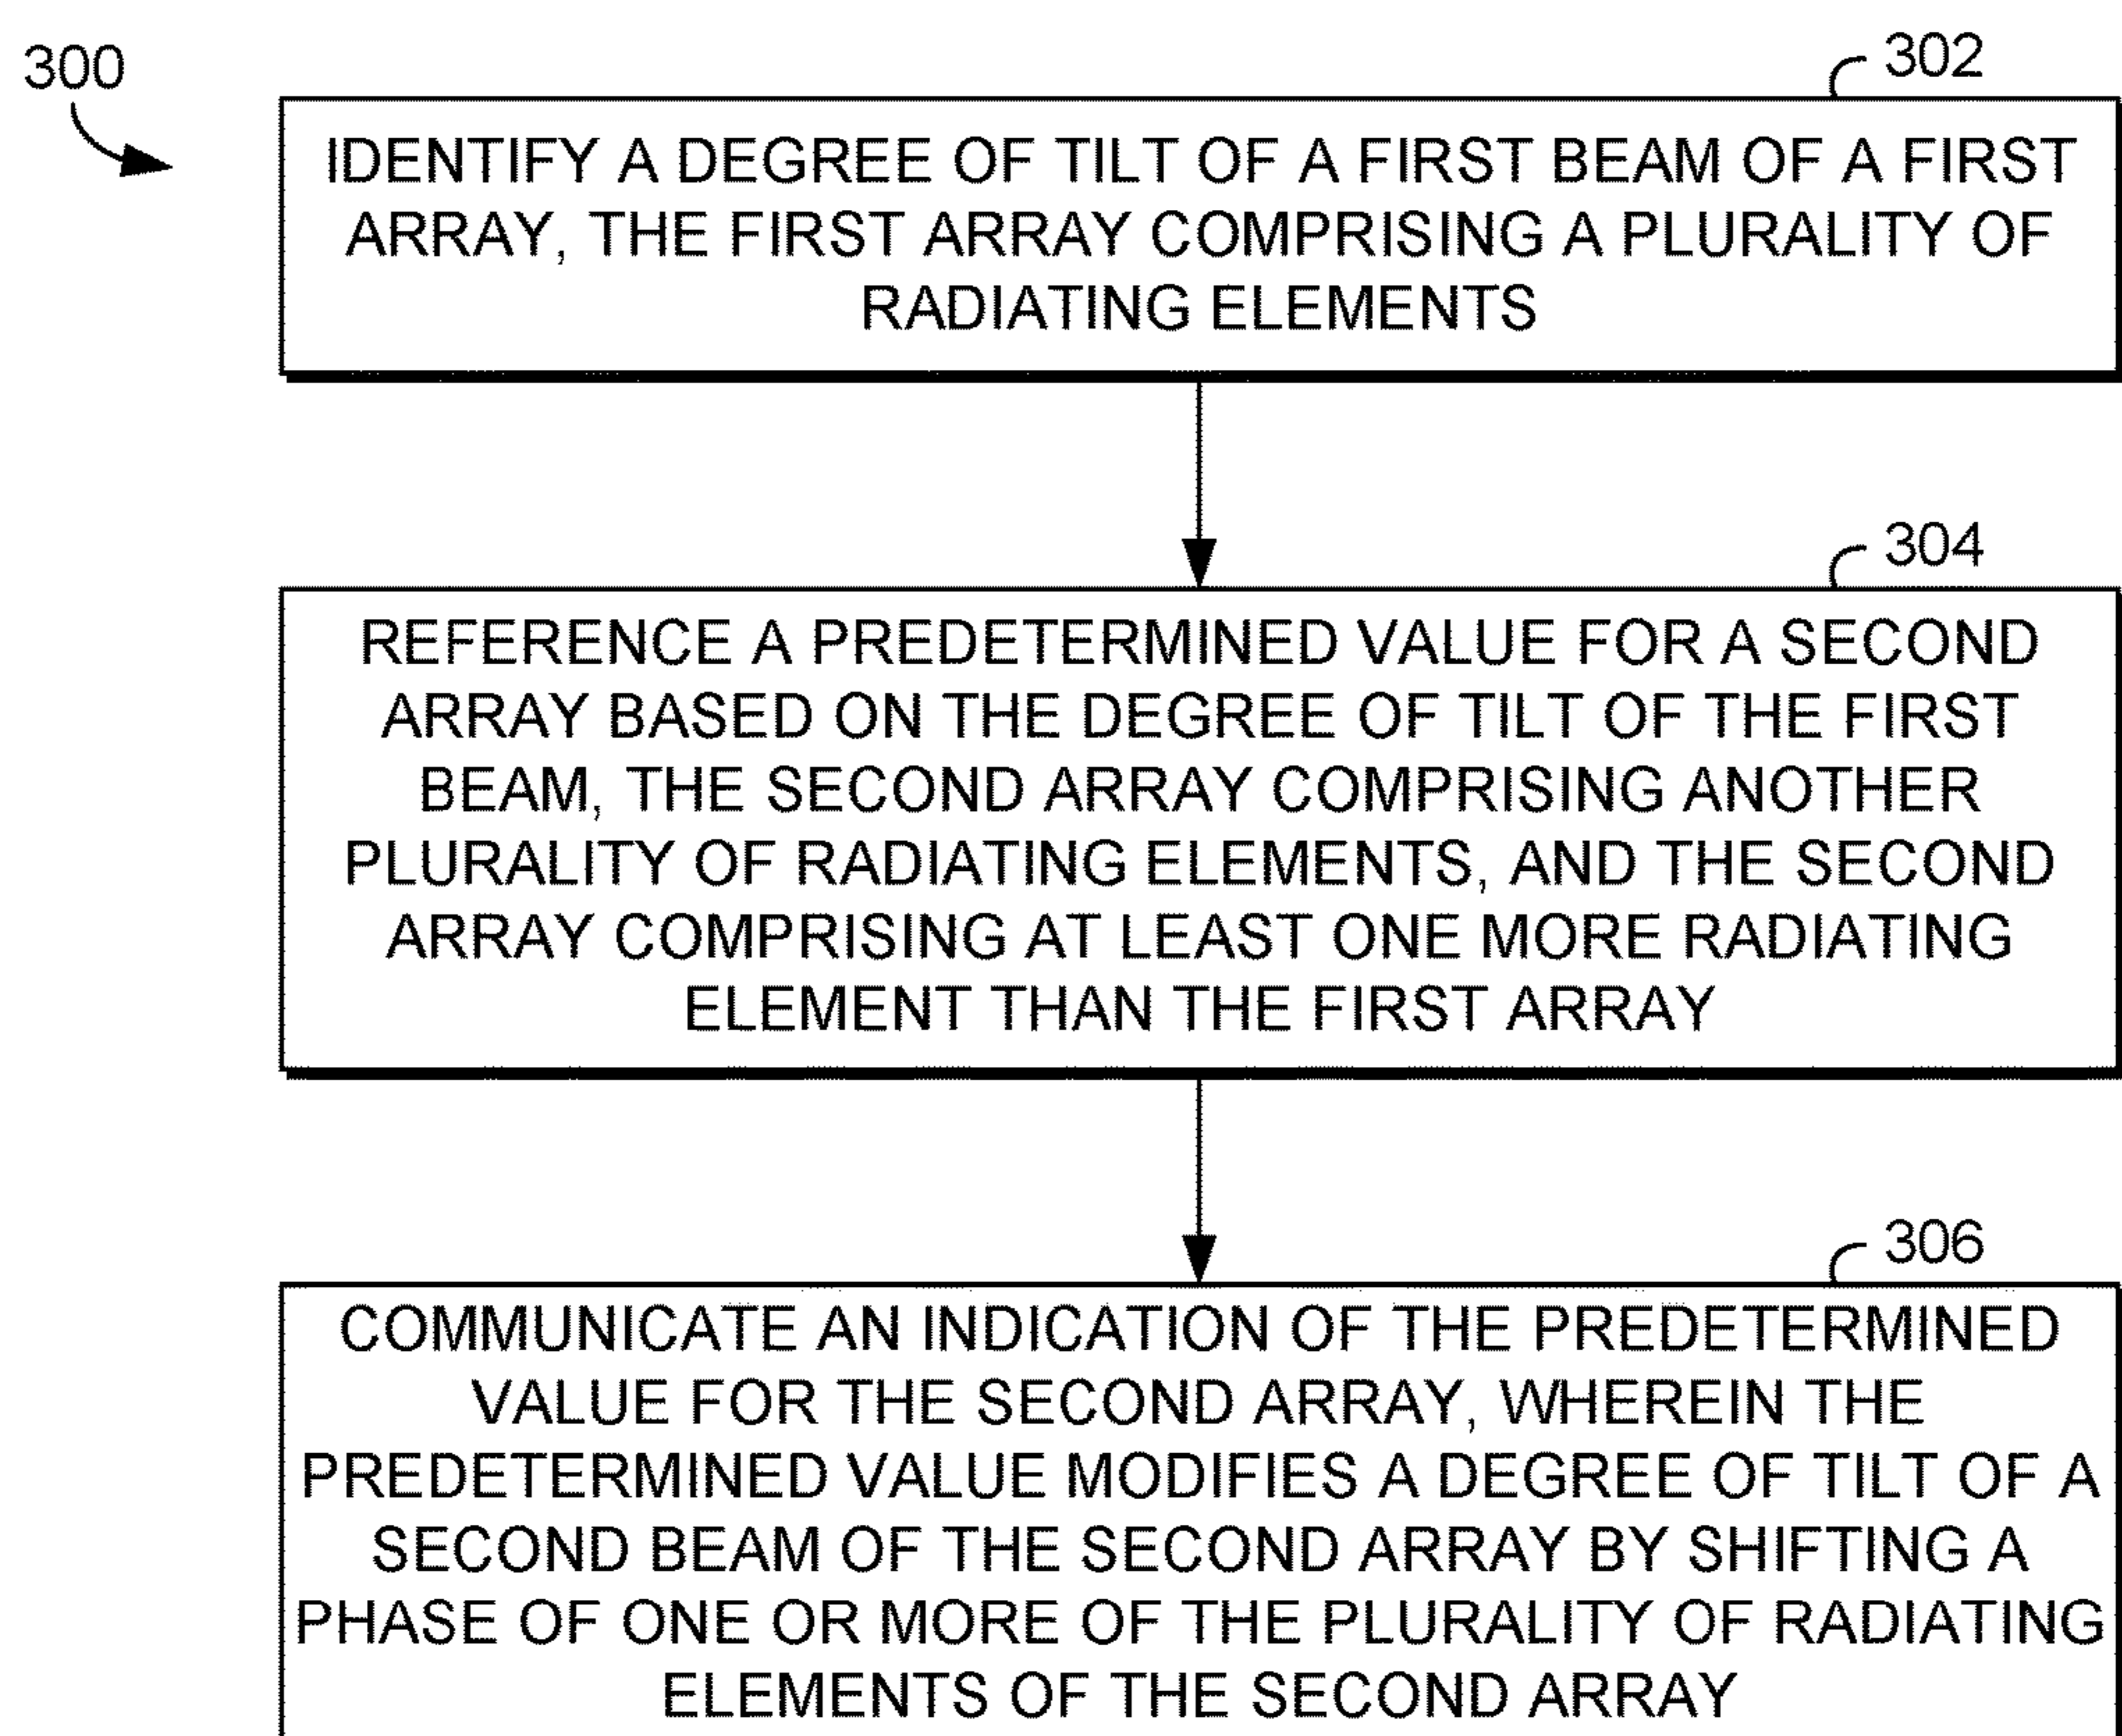 300
302
IDENTIFY A DEGREE OF TILT OF A FIRST BEAM OF A FIRST
ARRAY, THE FIRST ARRAY COMPRISING A PLURALITY OF
RADIATING ELEMENTS
304
REFERENCE A PREDETERMINED VALUE FOR A SECOND
ARRAY BASED ON THE DEGREE OF TILT OF THE FIRST
BEAM, THE SECOND ARRAY COMPRISING ANOTHER
PLURALITY OF RADIATING ELEMENTS, AND THE SECOND
ARRAY COMPRISING AT LEAST ONE MORE RADIATING
ELEMENT THAN THE FIRST ARRAY
306
COMMUNICATE AN INDICATION OF THE PREDETERMINED
VALUE FOR THE SECOND ARRAY, WHEREIN THE
PREDETERMINED VALUE MODIFIES A DEGREE OF TILT OF A
SECOND BEAM OF THE SECOND ARRAY BY SHIFTING A
PHASE OF ONE OR MORE OF THE PLURALITY OF RADIATING
ELEMENTS OF THE SECOND ARRAY